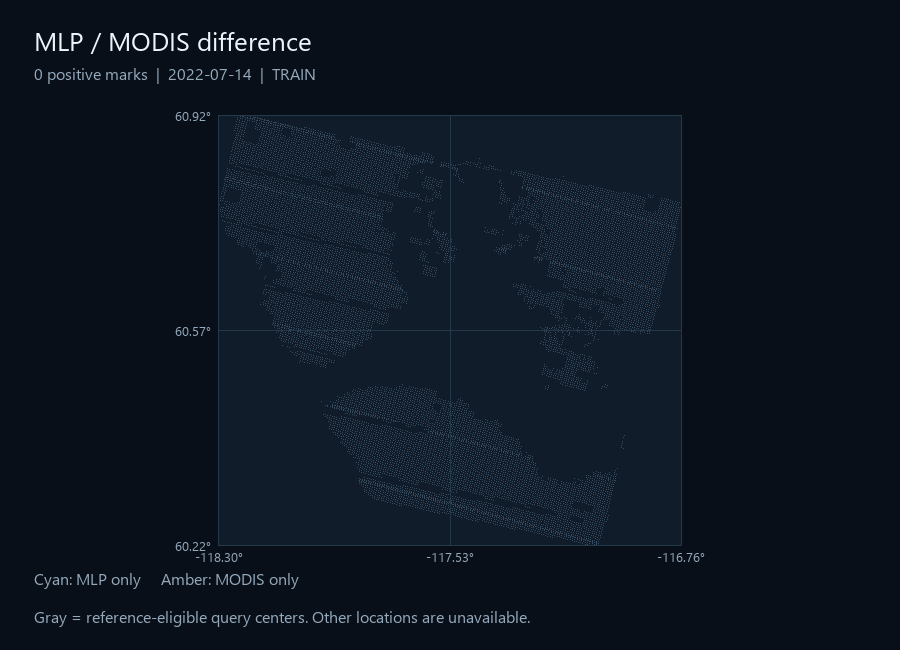 MLP / MODIS difference
0 positive marks | 2022-07-14 | TRAIN
60.92°
60.57°
60.22°
-118.30° -117.53° -116.76°
Cyan: MLP only Amber: MODIS only
Gray = reference-eligible query centers. Other locations are unavailable.